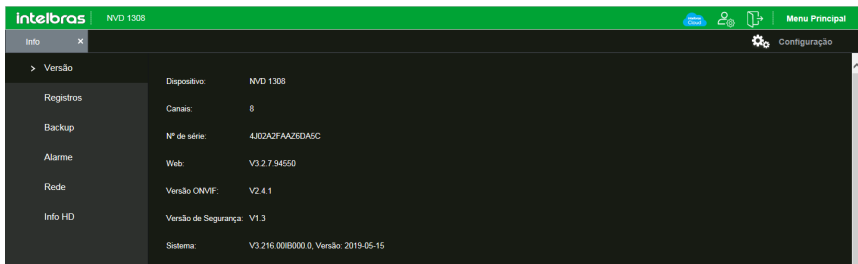 intelbras NVD 1308 intelbras Cloud Menu Principal
Info × Configuração
> Versão
Registros
Backup
Alarme
Rede
Info HD
Dispositivo: NVD 1308
Canais: 8
Nº de série: 4J02A2FAAZ6DA5C
Web: V3.2.7.94550
Versão ONVIF: V2.4.1
Versão de Segurança: V1.3
Sistema: V3.216.00IB000.0, Versão: 2019-05-15